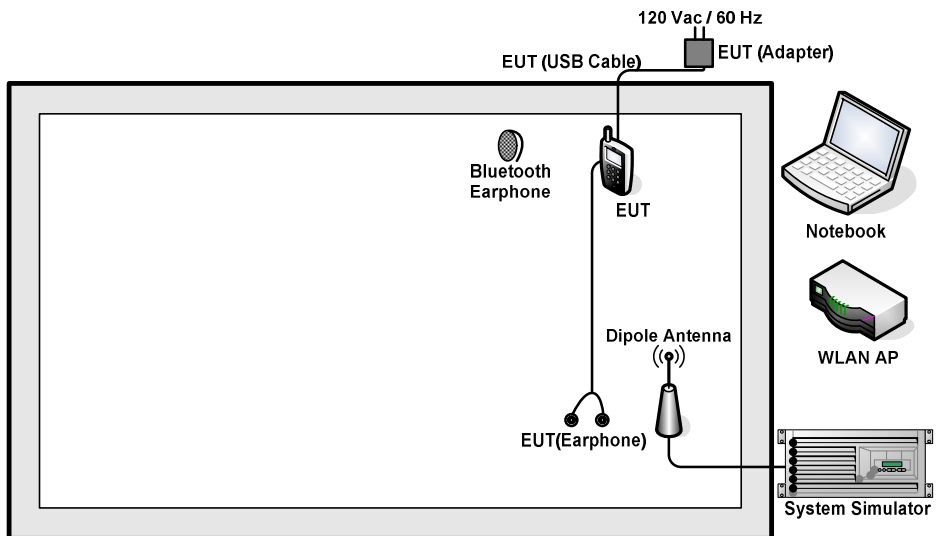 120 Vac / 60 Hz
EUT (USB Cable)
EUT (Adapter)
Bluetooth
Earphone
EUT
Notebook
WLAN AP
Dipole Antenna
EUT(Earphone)
System Simulator